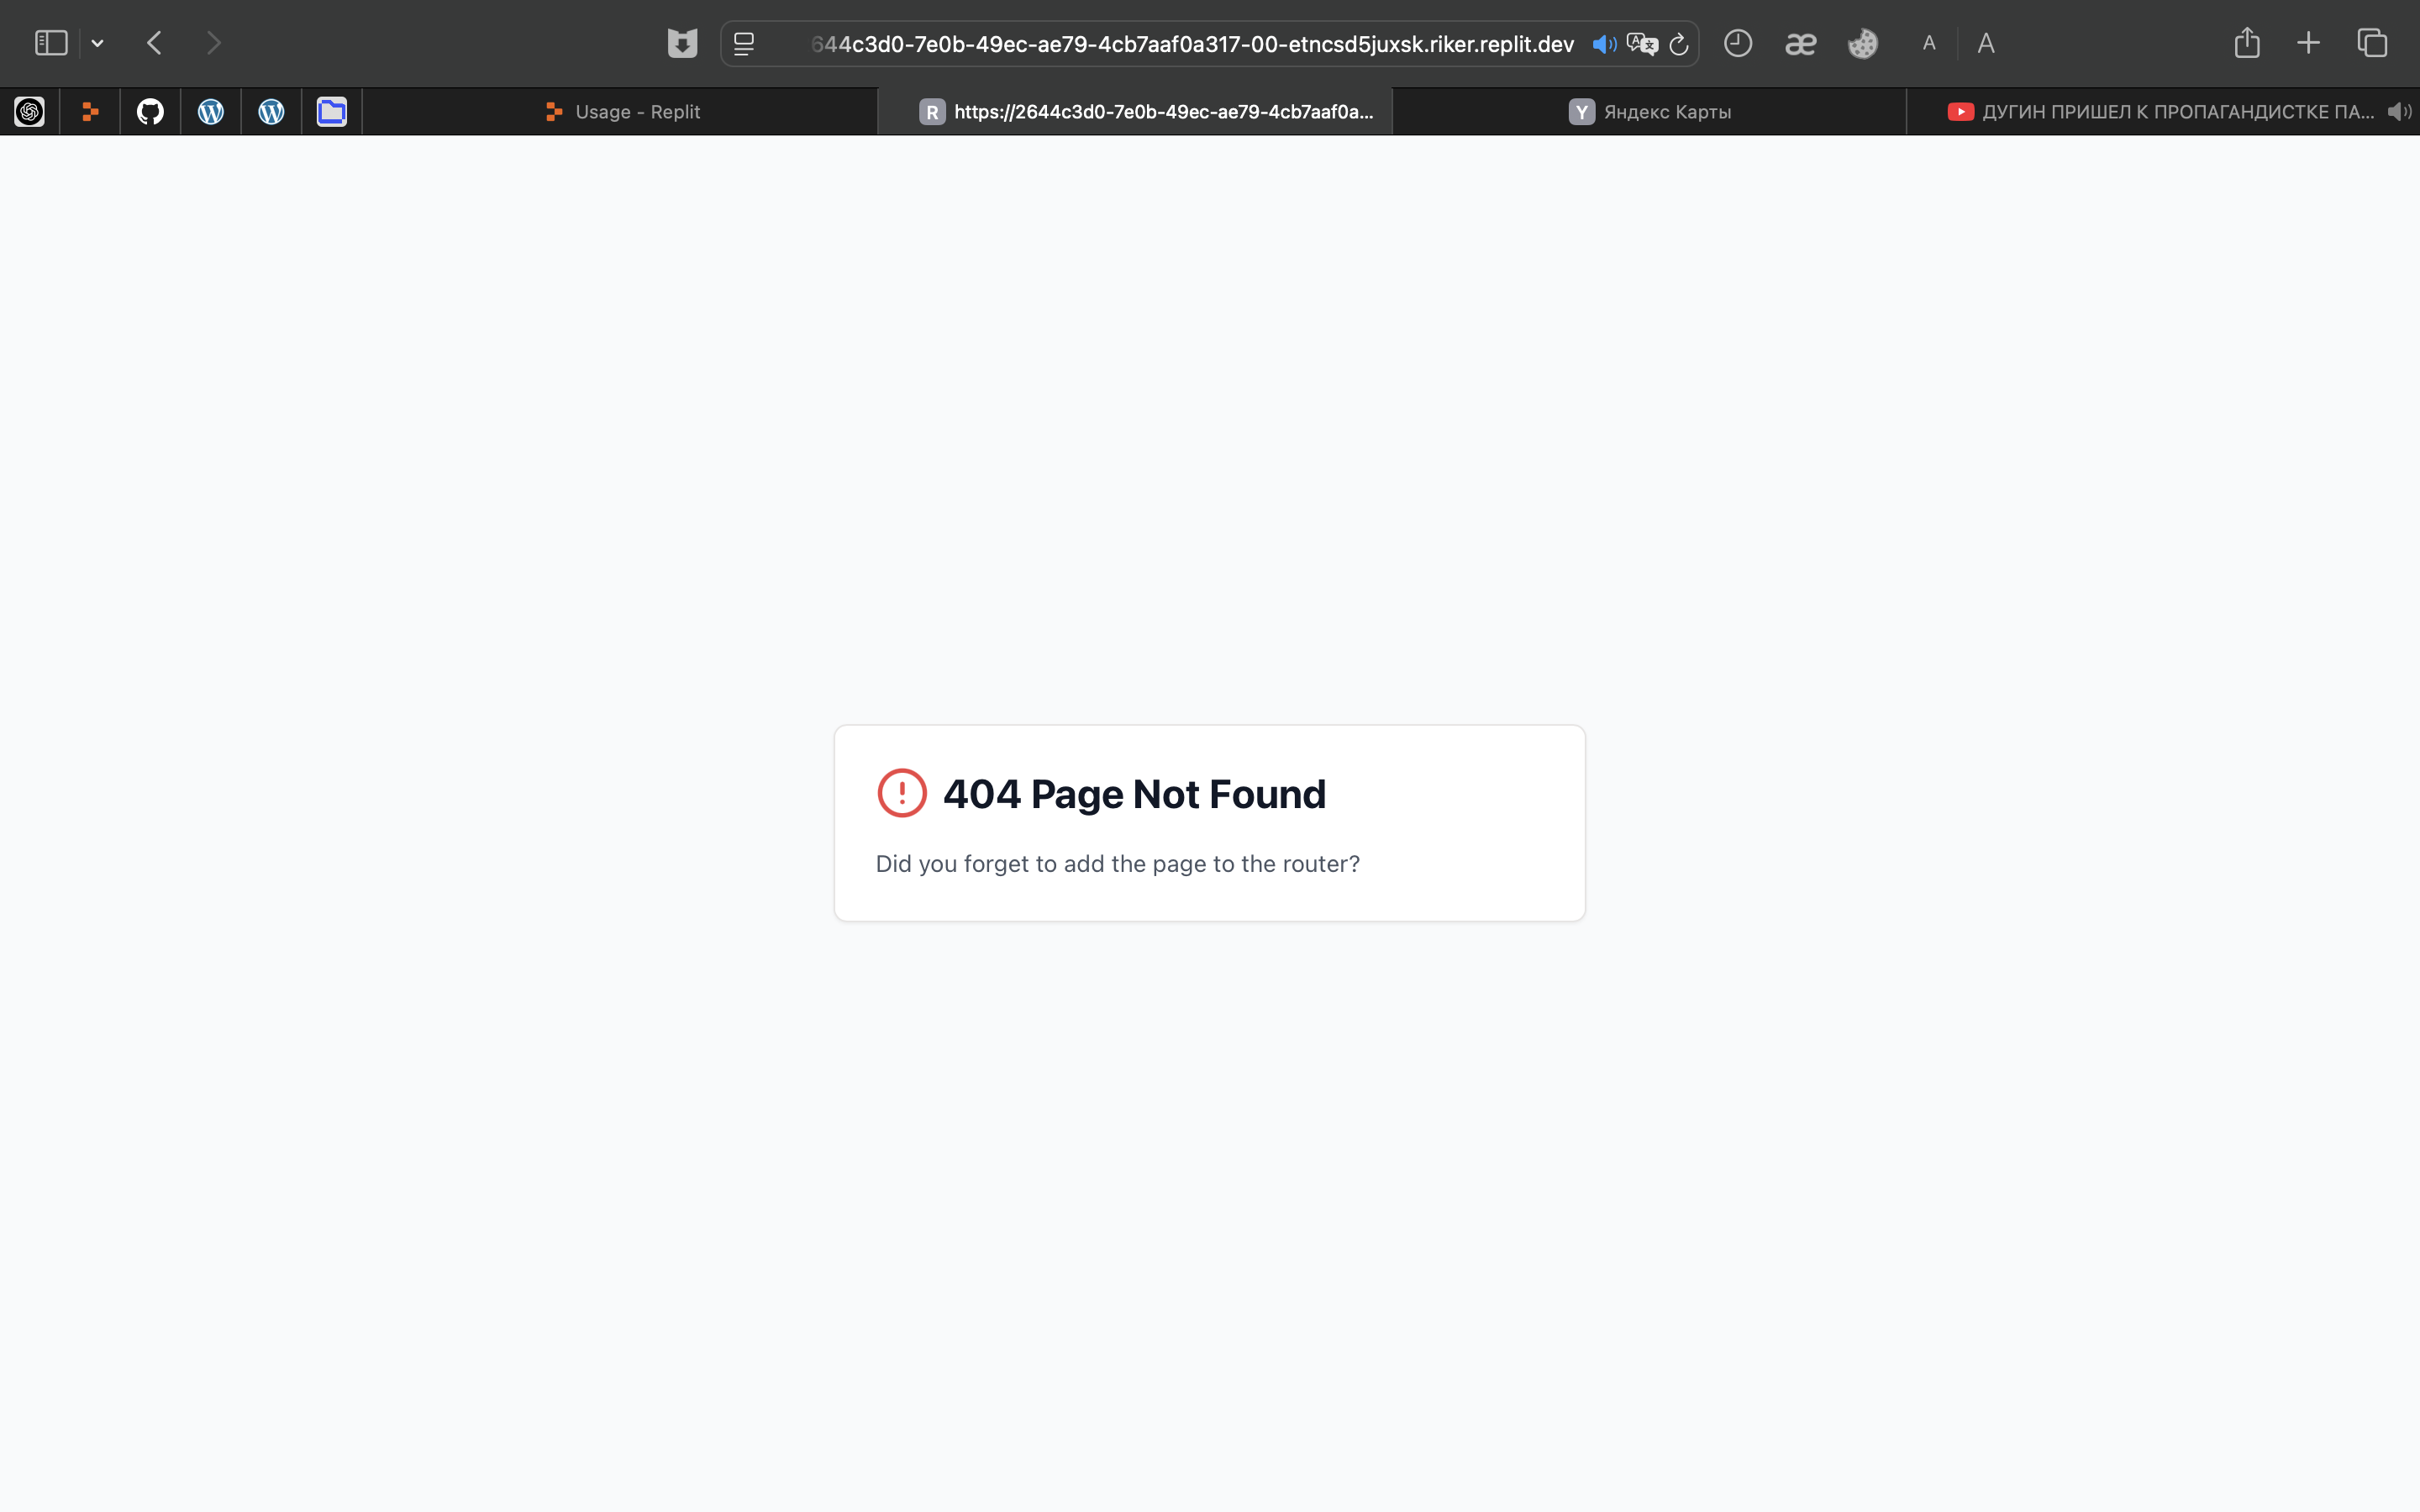 644c3d0-7e0b-49ec-ae79-4cb7aaf0a317-00-etncsd5juxsk.riker.replit.dev
æ
A
A
Usage - Replit
R https://2644c3d0-7e0b-49ec-ae79-4cb7aaf0a...
Y Яндекс Карты
ДУГИН ПРИШЕЛ К ПРОПАГАНДИСТКЕ ПА...
404 Page Not Found
Did you forget to add the page to the router?